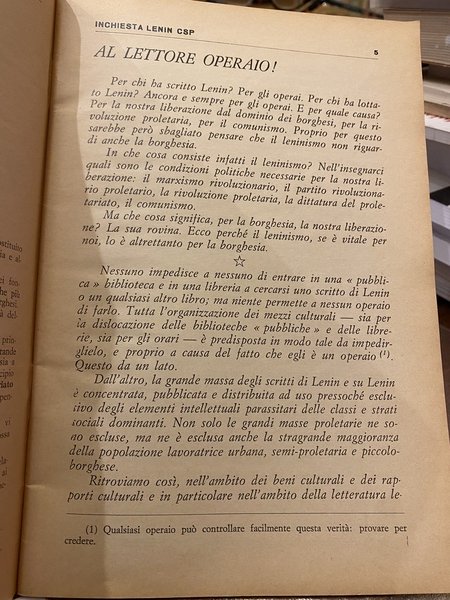 INCHIESTA LENIN CSP
5
AL LETTORE OPERAIO!
Per chi ha scritto Lenin? Per gli operai. Per chi ha lotta-
to Lenin? Ancora e sempre per gli operai. E per quale causa?
Per la nostra liberazione dal dominio dei borghesi, per la ri-
voluzione proletaria, per il comunismo. Proprio per questo
sarebbe però sbagliato pensare che il leninismo non riguar-
di anche la borghesia.
In che cosa consiste infatti il leninismo? Nell'insegnarci
quali sono le condizioni politiche necessarie per la nostra li-
berazione: il marxismo rivoluzionario, il partito rivoluziona-
rio proletario, la rivoluzione proletaria, la dittatura del prole-
tariato, il comunismo.
Ma che cosa significa, per la borghesia, la nostra liberazio-
ne? La sua rovina. Ecco perché il leninismo, se è vitale per
noi, lo è altrettanto per la borghesia.
Nessuno impedisce a nessuno di entrare in una « pubbli-
ca » biblioteca e in una libreria a cercarsi uno scritto di Lenin
o un qualsiasi altro libro; ma niente permette a nessun operaio
di farlo. Tutta l'organizzazione dei mezzi culturali — sia per
la dislocazione delle biblioteche « pubbliche » e delle libre-
rie, sia per gli orari — è predisposta in modo tale da impedir-
glielo, e proprio a causa del fatto che egli è un operaio (1).
Questo da un lato.
Dall'altro, la grande massa degli scritti di Lenin e su Lenin
è concentrata, pubblicata e distribuita ad uso pressoché esclu-
sivo degli elementi intellettuali parassitari delle classi e strati
sociali dominanti. Non solo le grandi masse proletarie ne so-
no escluse, ma ne è esclusa anche la stragrande maggioranza
della popolazione lavoratrice urbana, semi-proletaria e piccolo-
borghese.
Ritroviamo così, nell'ambito dei beni culturali e dei rap-
porti culturali e in particolare nell'ambito della letteratura le-
(1) Qualsiasi operaio può controllare facilmente questa verità: provare per
credere.